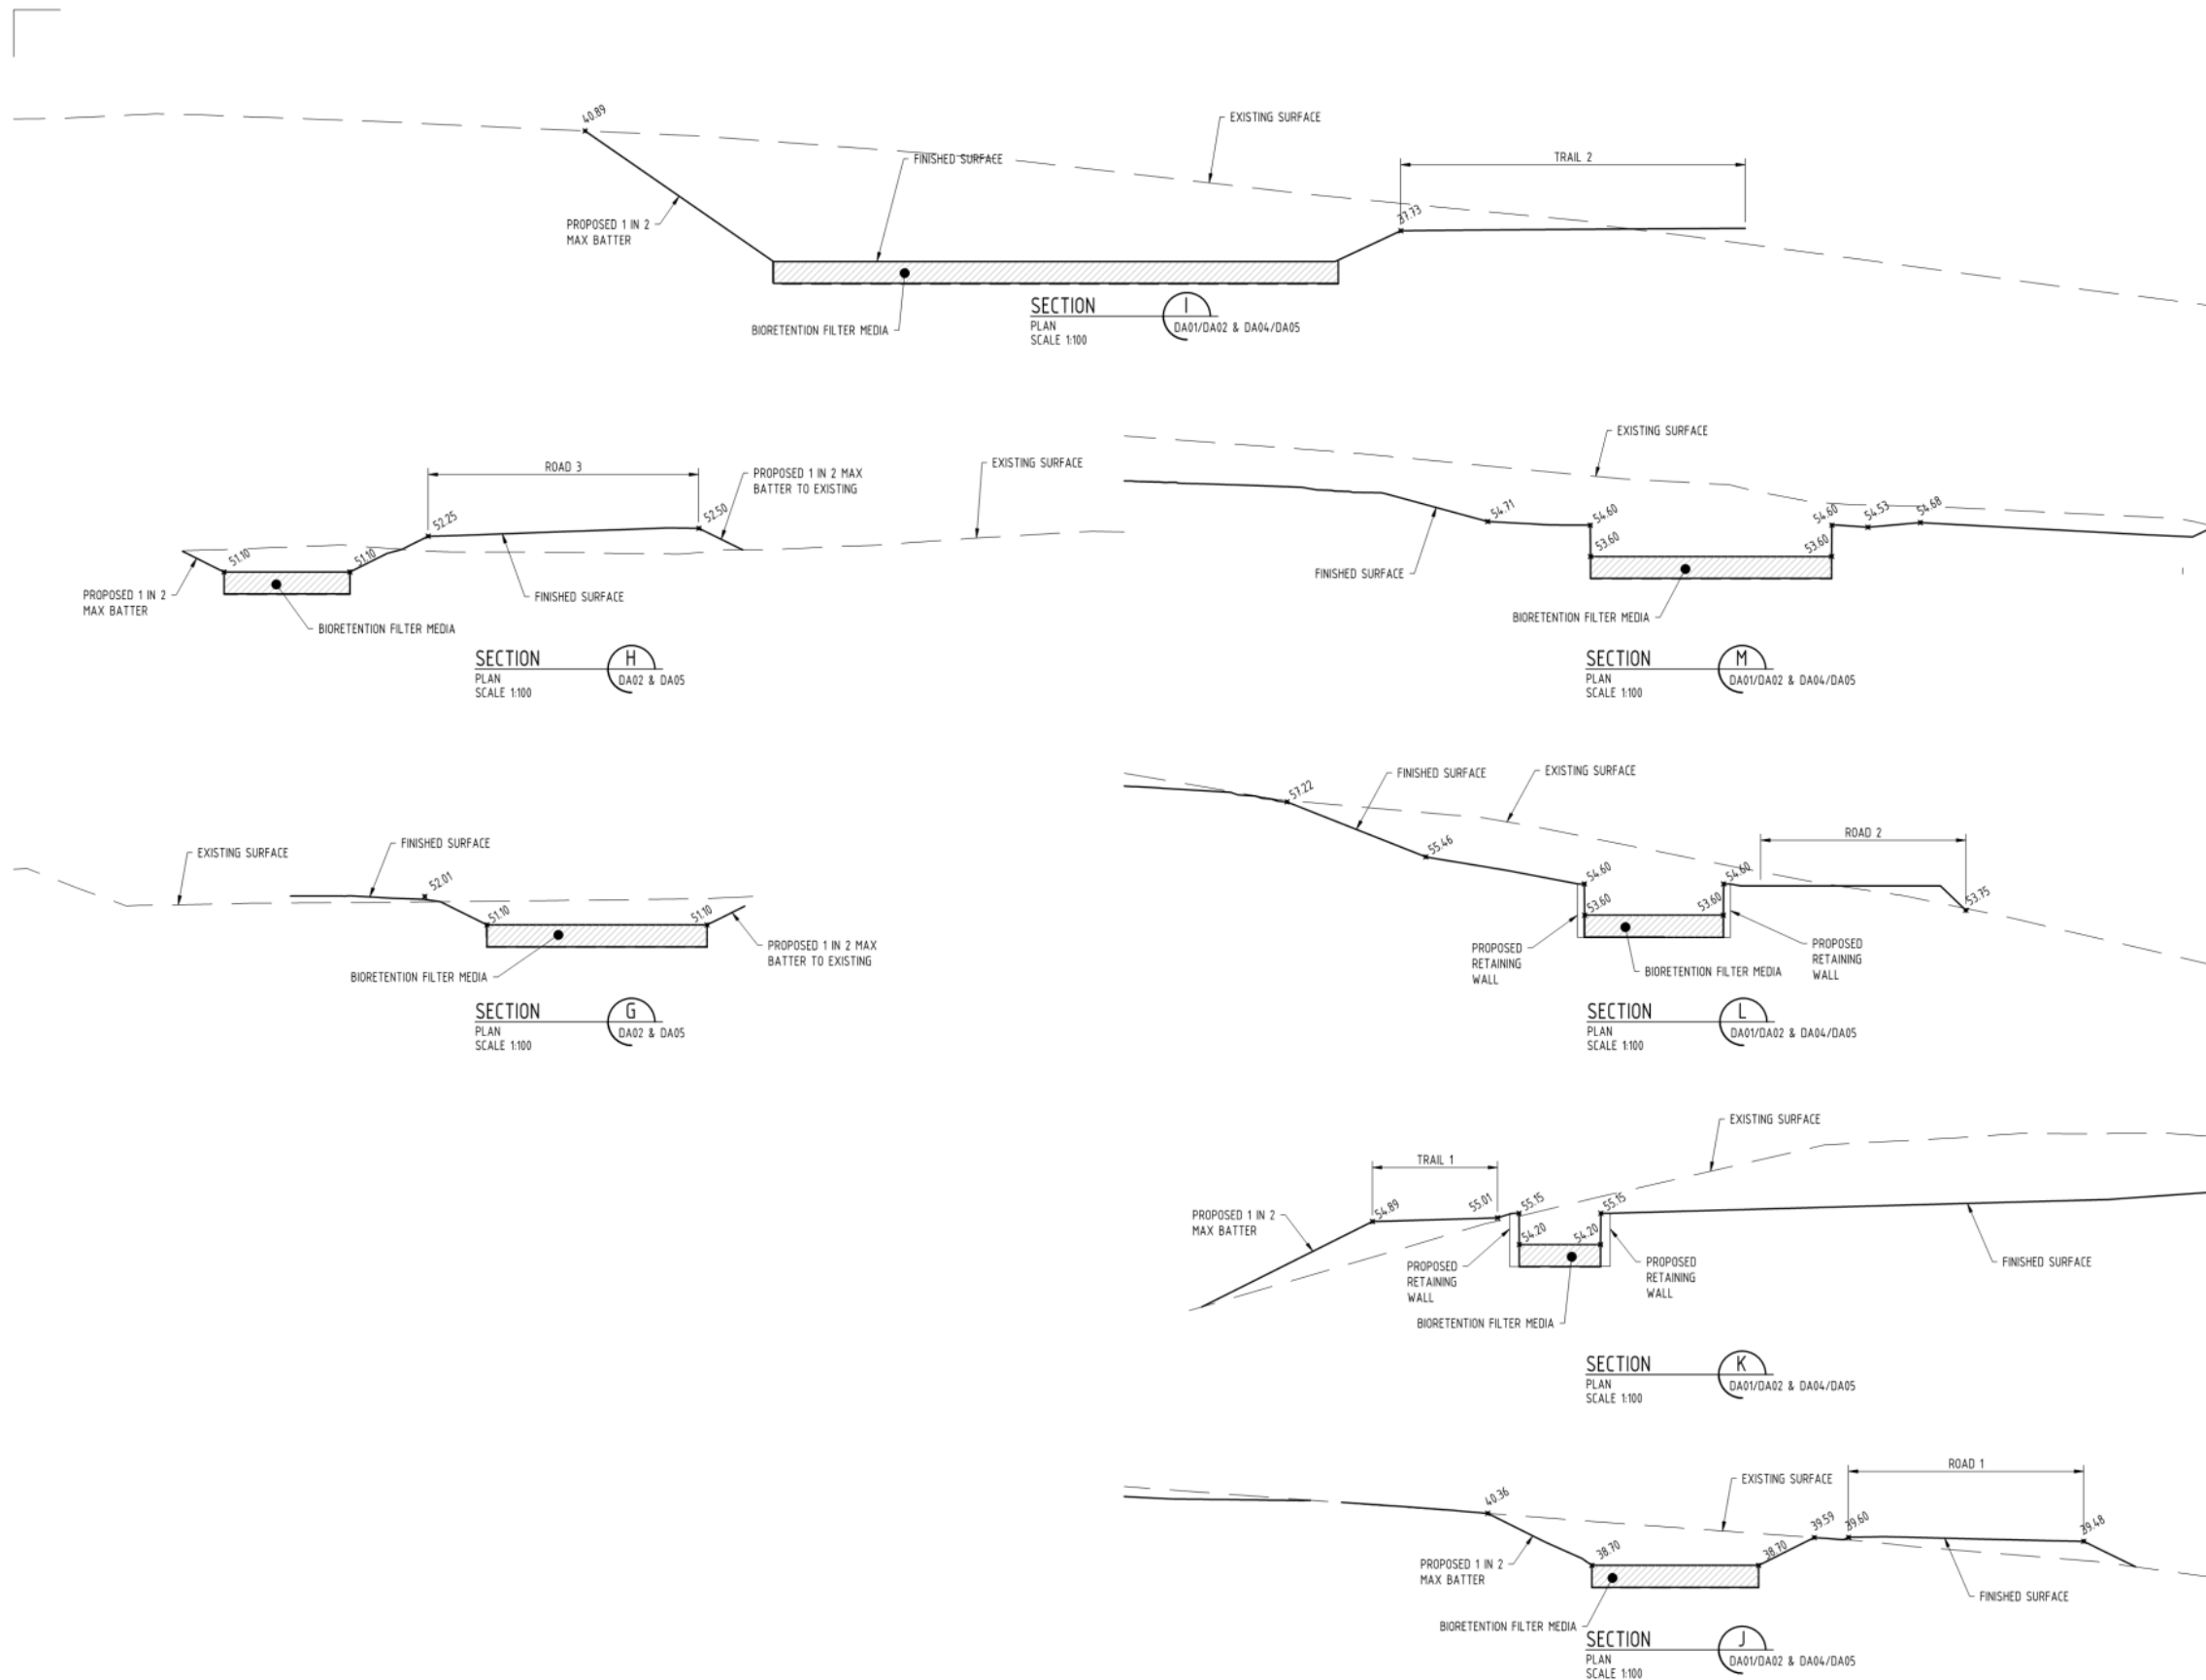 40.89
EXISTING SURFACE
FINISHED SURFACE
TRAIL 2
37.73
PROPOSED 1 IN 2
MAX BATTER
BIORETENTION FILTER MEDIA
SECTION
I
PLAN
DA01/DA02 & DA04/DA05
SCALE 1:100
ROAD 3
PROPOSED 1 IN 2 MAX
BATTER TO EXISTING
EXISTING SURFACE
52.25
52.50
51.10
51.10
PROPOSED 1 IN 2
MAX BATTER
FINISHED SURFACE
BIORETENTION FILTER MEDIA
SECTION
H
PLAN
DA02 & DA05
SCALE 1:100
EXISTING SURFACE
54.71
54.60
54.60
54.53
54.68
53.60
53.60
FINISHED SURFACE
BIORETENTION FILTER MEDIA
SECTION
M
PLAN
DA01/DA02 & DA04/DA05
SCALE 1:100
EXISTING SURFACE
FINISHED SURFACE
52.01
51.10
51.10
PROPOSED 1 IN 2 MAX
BATTER TO EXISTING
BIORETENTION FILTER MEDIA
SECTION
G
PLAN
DA02 & DA05
SCALE 1:100
FINISHED SURFACE
EXISTING SURFACE
57.22
55.46
ROAD 2
54.60
54.60
53.60
53.60
53.75
PROPOSED
RETAINING
WALL
BIORETENTION FILTER MEDIA
PROPOSED
RETAINING
WALL
SECTION
L
PLAN
DA01/DA02 & DA04/DA05
SCALE 1:100
EXISTING SURFACE
TRAIL 1
54.89
55.01
55.15
55.15
PROPOSED 1 IN 2
MAX BATTER
54.20
54.20
PROPOSED
RETAINING
WALL
PROPOSED
RETAINING
WALL
FINISHED SURFACE
BIORETENTION FILTER MEDIA
SECTION
K
PLAN
DA01/DA02 & DA04/DA05
SCALE 1:100
ROAD 1
EXISTING SURFACE
40.36
39.59
39.60
39.48
38.70
38.70
PROPOSED 1 IN 2
MAX BATTER
FINISHED SURFACE
BIORETENTION FILTER MEDIA
SECTION
J
PLAN
DA01/DA02 & DA04/DA05
SCALE 1:100